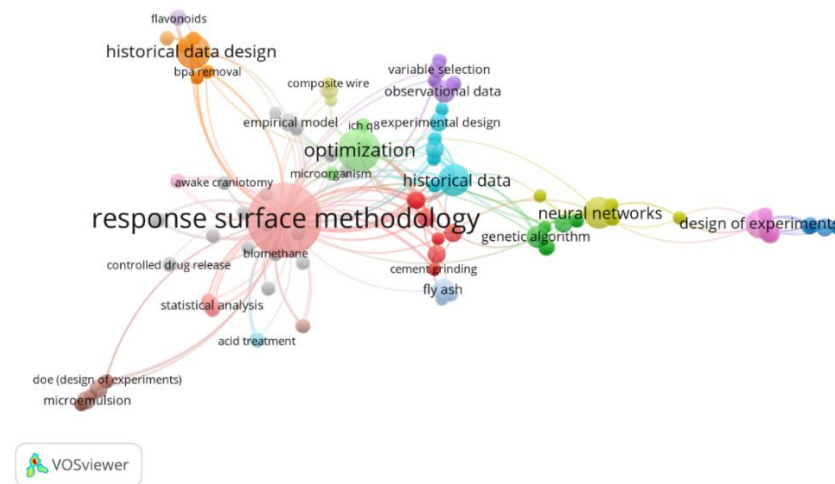 flavonoids
historical data design
bpa removal
variable selection
composite wire
observational data
empirical model
ich q8
experimental design
optimization
microorganism
historical data
awake craniotomy
response surface methodology
neural networks
design of experiments
genetic algorithm
biomethane
controlled drug release
cement grinding
fly ash
statistical analysis
acid treatment
doe (design of experiments)
microemulsion
VOSviewer